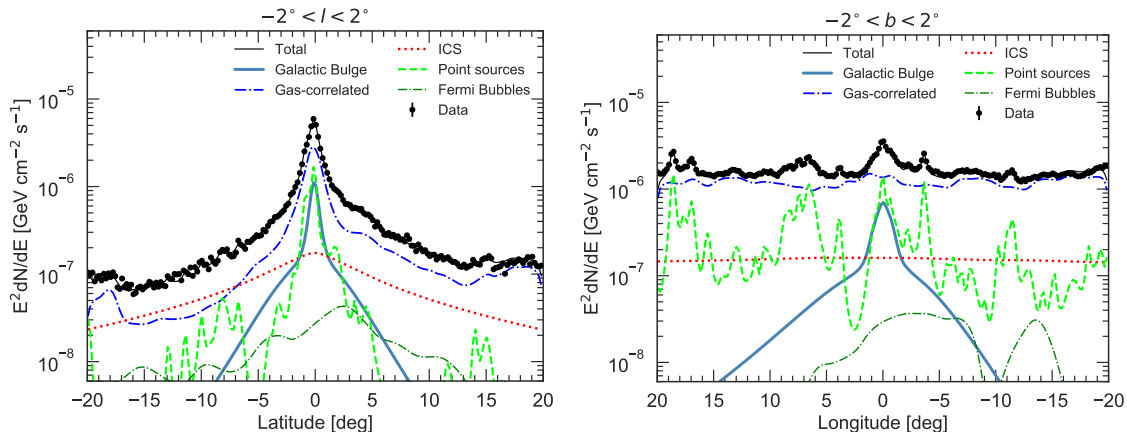 −2° < l < 2°
Total
Galactic Bulge
Gas-correlated
ICS
Point sources
Fermi Bubbles
Data
10⁻⁵
10⁻⁶
10⁻⁷
10⁻⁸
E²dN/dE [GeV cm⁻² s⁻¹]
−20 −15 −10 −5 0 5 10 15 20
Latitude [deg]
−2° < b < 2°
Total
Galactic Bulge
Gas-correlated
ICS
Point sources
Fermi Bubbles
Data
10⁻⁵
10⁻⁶
10⁻⁷
10⁻⁸
E²dN/dE [GeV cm⁻² s⁻¹]
20 15 10 5 0 −5 −10 −15 −20
Longitude [deg]